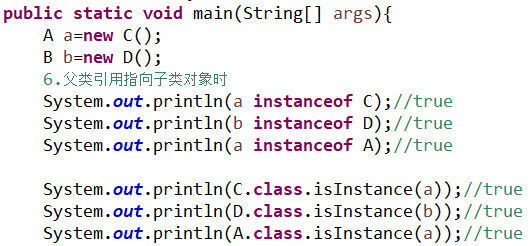 public static void main(String[] args){
A a=new C();
B b=new D();
6.父类引用指向子类对象时
System.out.println(a instanceof C);//true
System.out.println(b instanceof D);//true
System.out.println(a instanceof A);//true
System.out.println(C.class.isInstance(a));//true
System.out.println(D.class.isInstance(b));//true
System.out.println(A.class.isInstance(a));//true